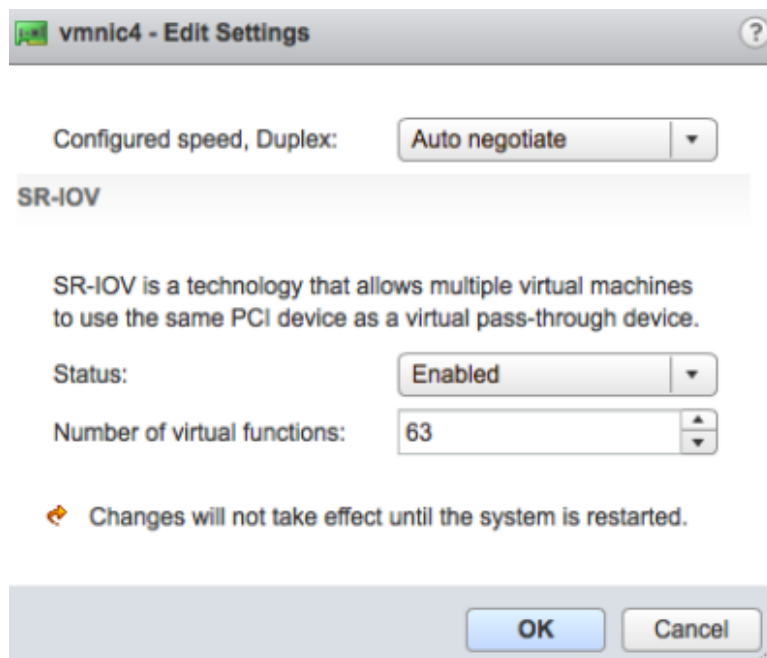 vmnic4 - Edit Settings
?
Configured speed, Duplex: Auto negotiate
SR-IOV
SR-IOV is a technology that allows multiple virtual machines
to use the same PCI device as a virtual pass-through device.
Status: Enabled
Number of virtual functions: 63
Changes will not take effect until the system is restarted.
OK Cancel